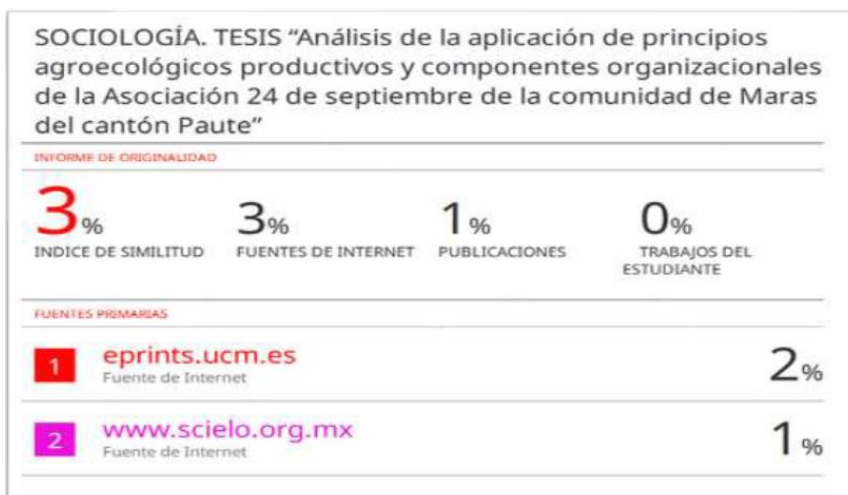 SOCIOLOGÍA. TESIS “Análisis de la aplicación de principios
agroecológicos productivos y componentes organizacionales
de la Asociación 24 de septiembre de la comunidad de Maras
del cantón Paute”
INFORME DE ORIGINALIDAD
3% 3% 1% 0%
INDICE DE SIMILITUD FUENTES DE INTERNET PUBLICACIONES TRABAJOS DEL
ESTUDIANTE
FUENTES PRIMARIAS
1 eprints.ucm.es 2%
Fuente de Internet
2 www.scielo.org.mx 1%
Fuente de Internet